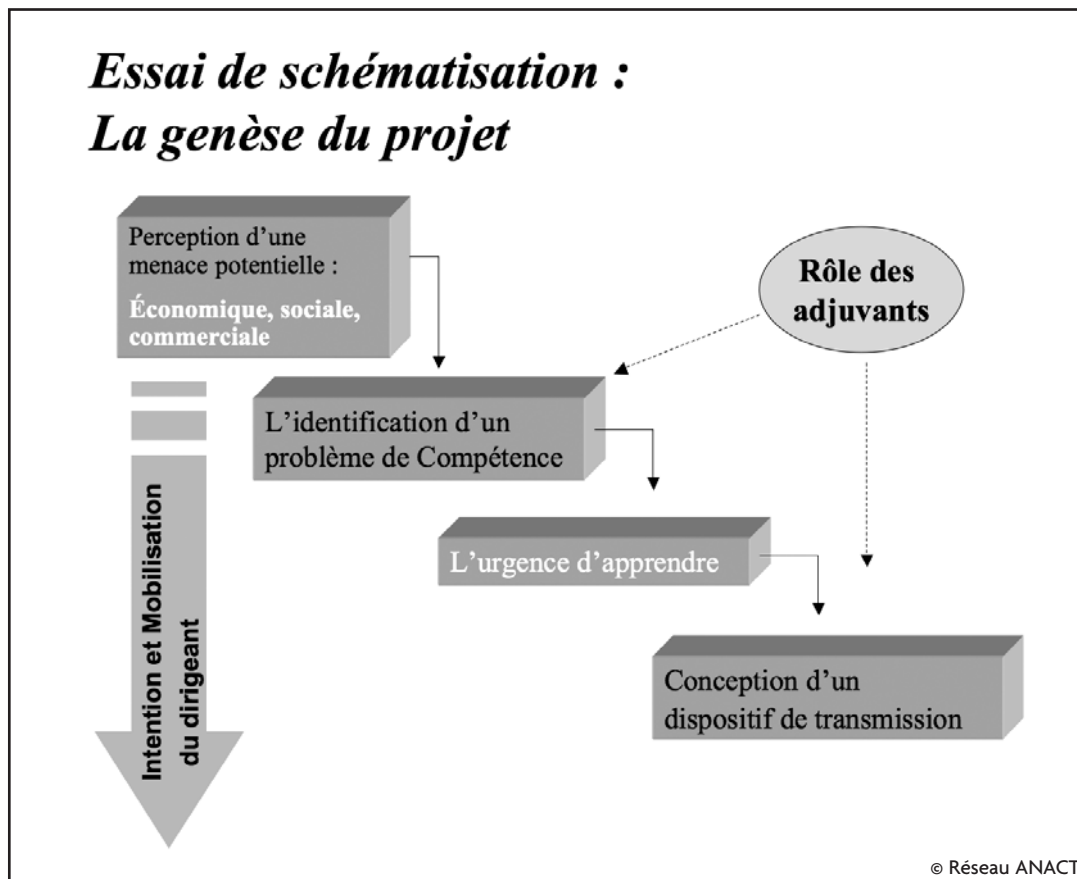 Essai de schématisation :
La genèse du projet
Perception d’une
menace potentielle :
Économique, sociale,
commerciale
Rôle des
adjuvants
L’identification d’un
problème de Compétence
L’urgence d’apprendre
Conception d’un
dispositif de transmission
Intention et Mobilisation
du dirigeant
© Réseau ANACT